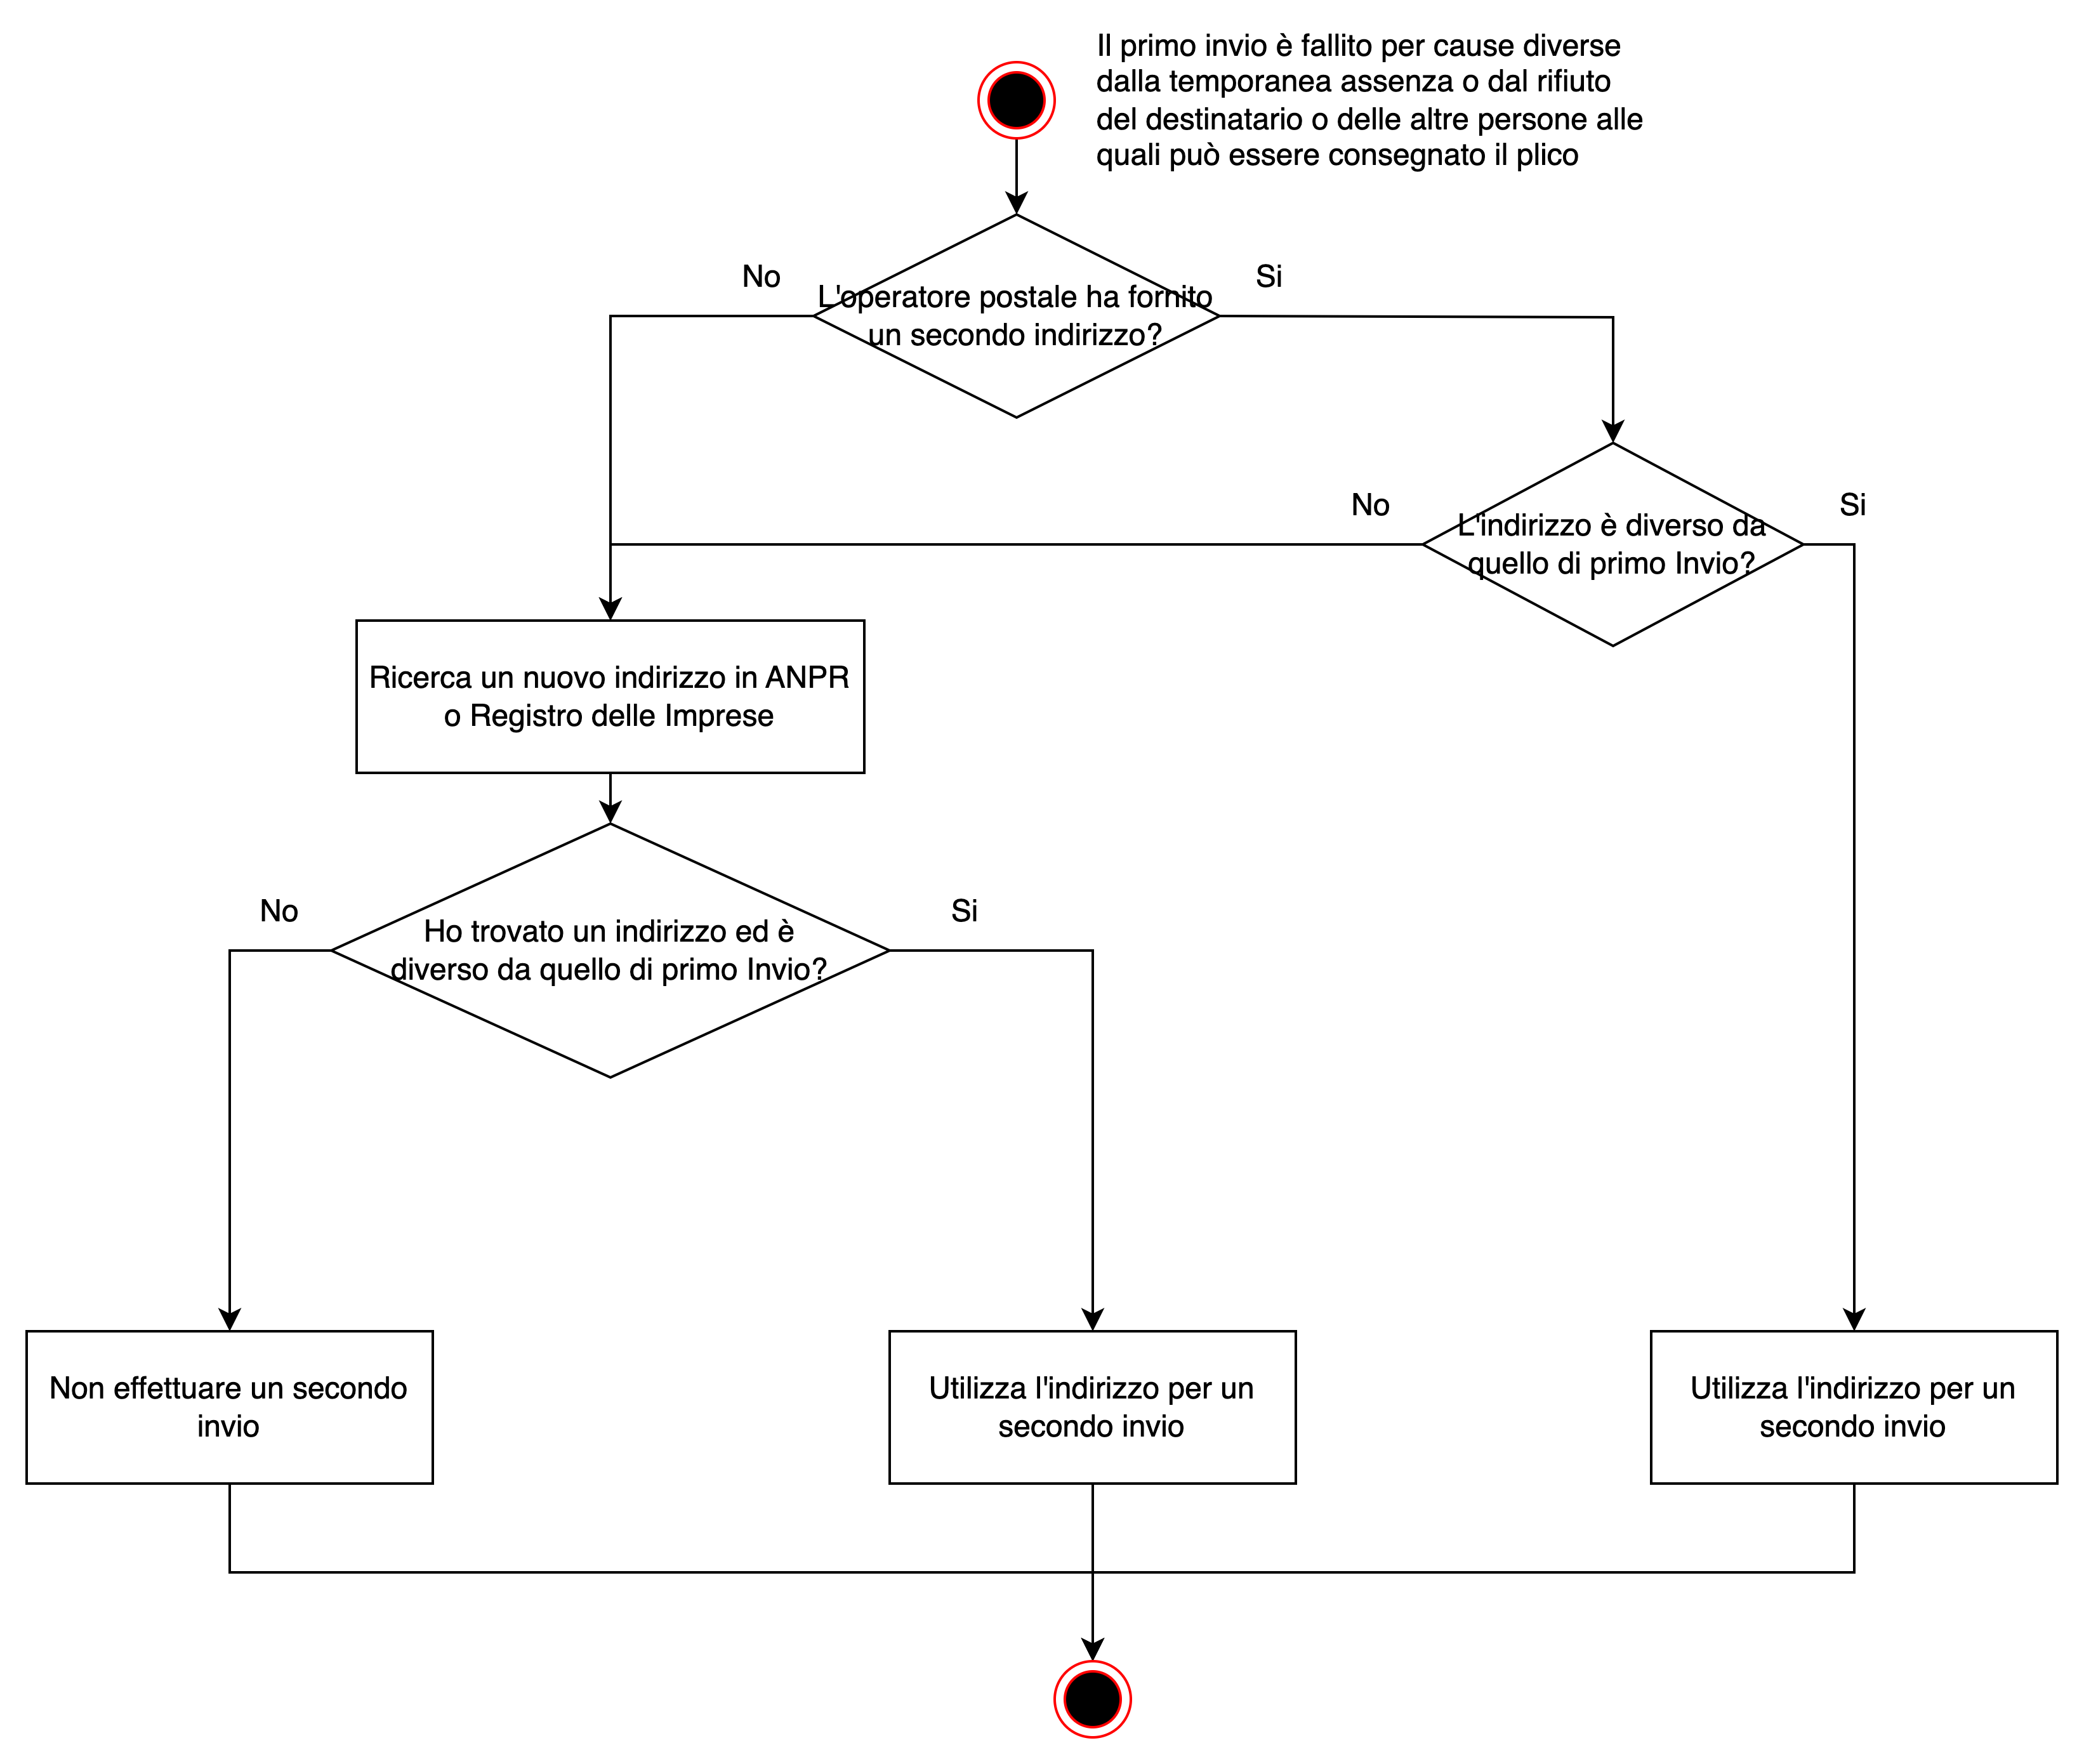 Il primo invio è fallito per cause diverse
dalla temporanea assenza o dal rifiuto
del destinatario o delle altre persone alle
quali può essere consegnato il plico
No
Si
L'operatore postale ha fornito
un secondo indirizzo?
No
Si
L'indirizzo è diverso da
quello di primo Invio?
Ricerca un nuovo indirizzo in ANPR
o Registro delle Imprese
No
Si
Ho trovato un indirizzo ed è
diverso da quello di primo Invio?
Non effettuare un secondo
invio
Utilizza l'indirizzo per un
secondo invio
Utilizza l'indirizzo per un
secondo invio